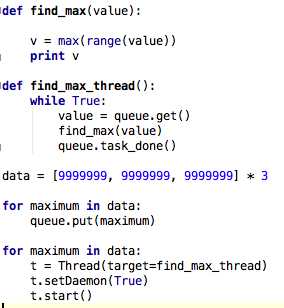 def find_max(value):
    v = max(range(value))
    print v
def find_max_thread():
    while True:
        value = queue.get()
        find_max(value)
        queue.task_done()
data = [9999999, 9999999, 9999999] * 3
for maximum in data:
    queue.put(maximum)
for maximum in data:
    t = Thread(target=find_max_thread)
    t.setDaemon(True)
    t.start()